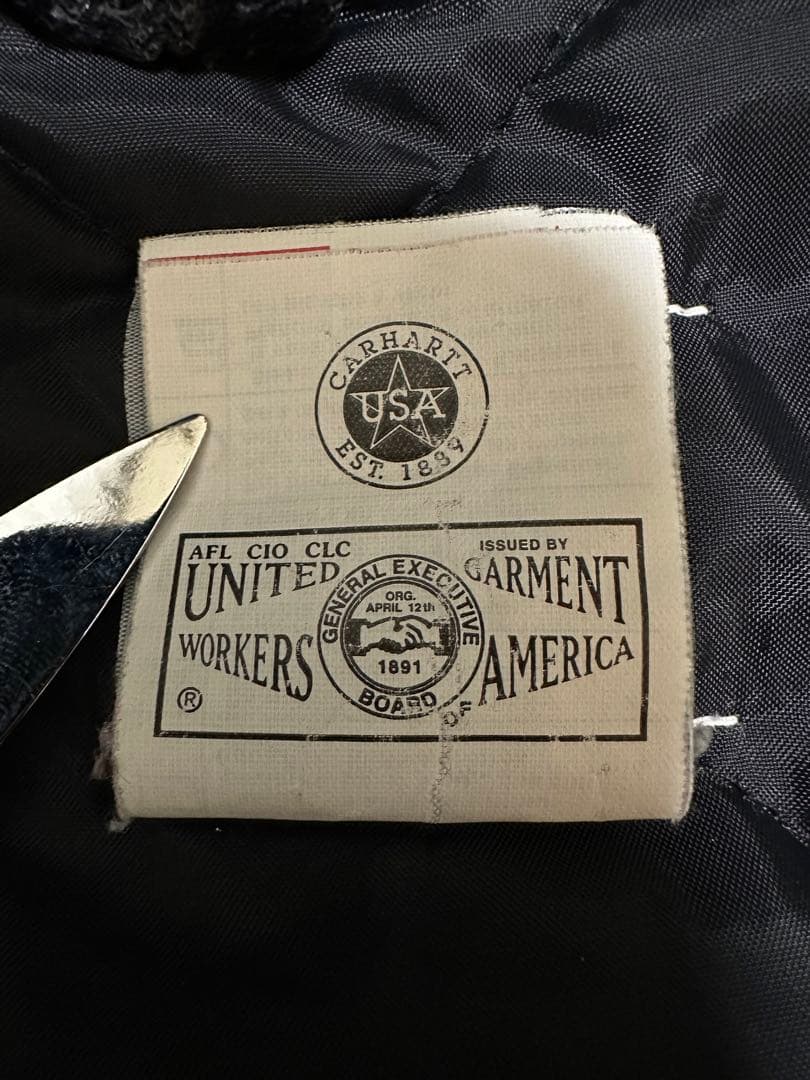 CARHARTT
USA
EST. 1889
AFL CIO CLC
ISSUED BY
UNITED
GARMENT
WORKERS
OF
AMERICA
GENERAL EXECUTIVE
BOARD
ORG.
APRIL 12th
1891
®